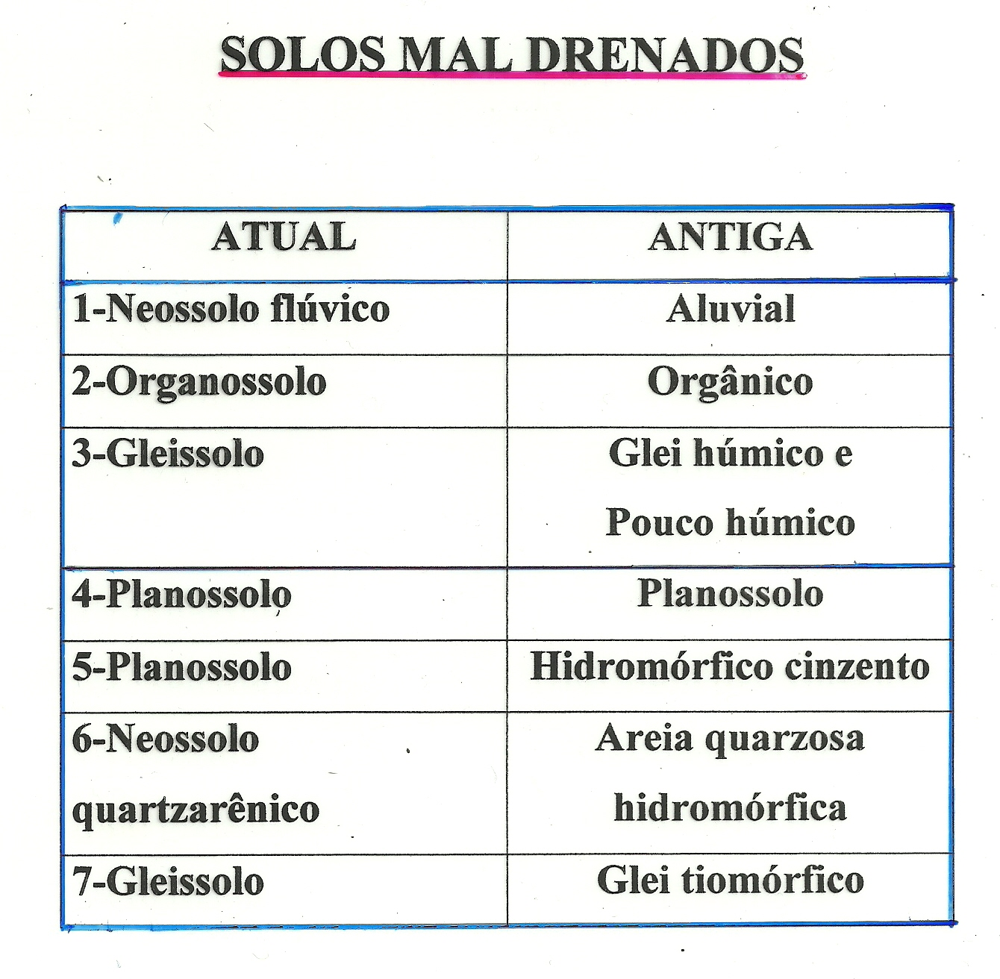 SOLOS MAL DRENADOS
ATUAL ANTIGA
1-Neossolo flúvico Aluvial
2-Organossolo Orgânico
3-Gleissolo Glei húmico e
Pouco húmico
4-Planossolo Planossolo
5-Planossolo Hidromórfico cinzento
6-Neossolo Areia quarzosa
quartzarênico hidromórfica
7-Gleissolo Glei tiomórfico